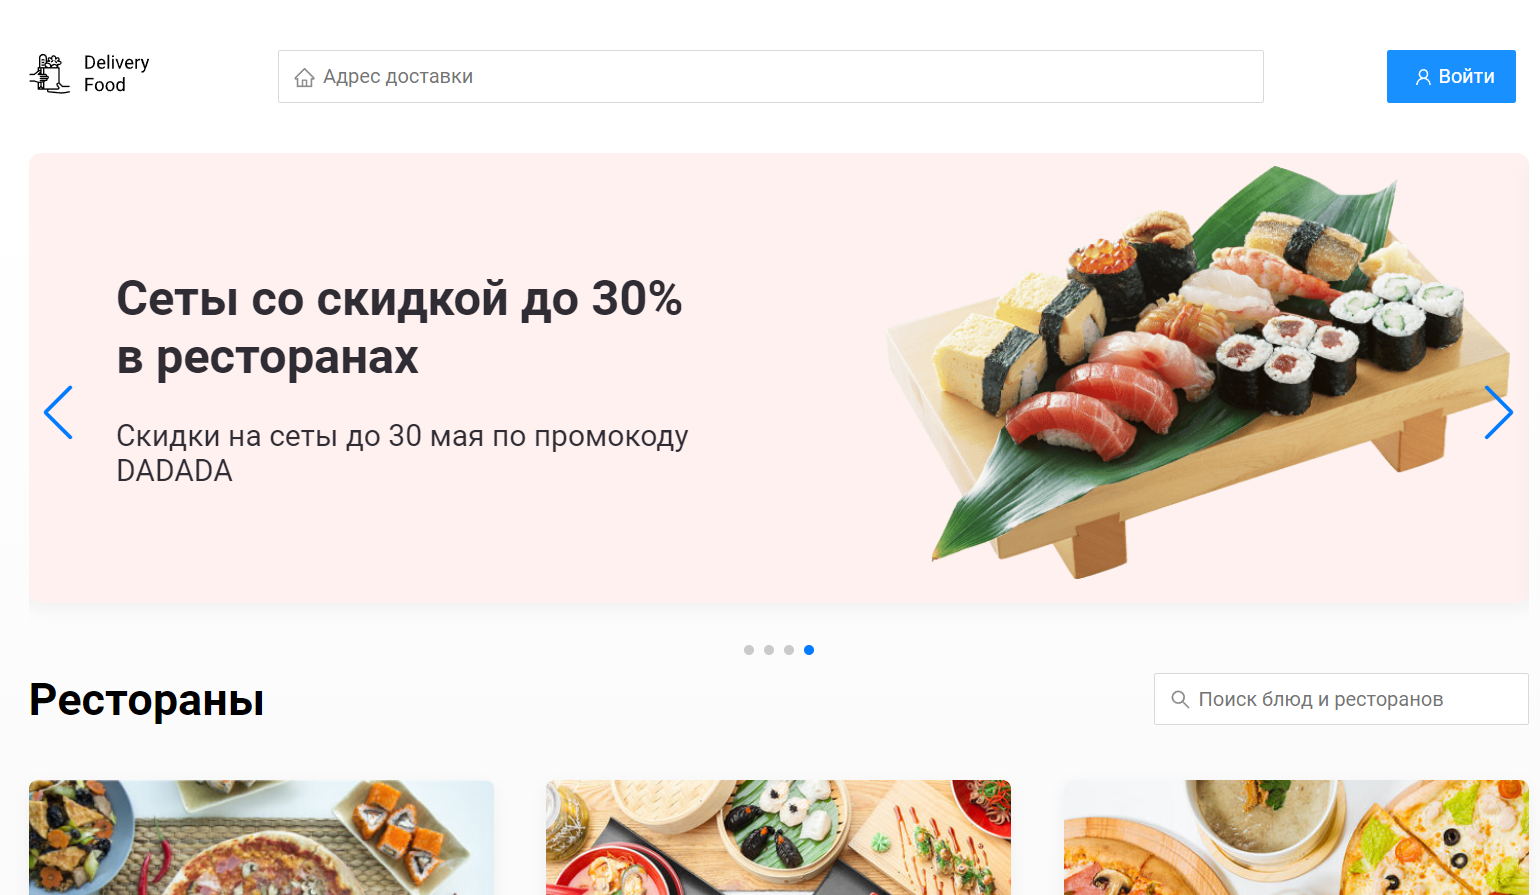 Delivery
Food
Адрес доставки
Войти
Сеты со скидкой до 30%
в ресторанах
Скидки на сеты до 30 мая по промокоду
DADADA
Рестораны
Поиск блюд и ресторанов